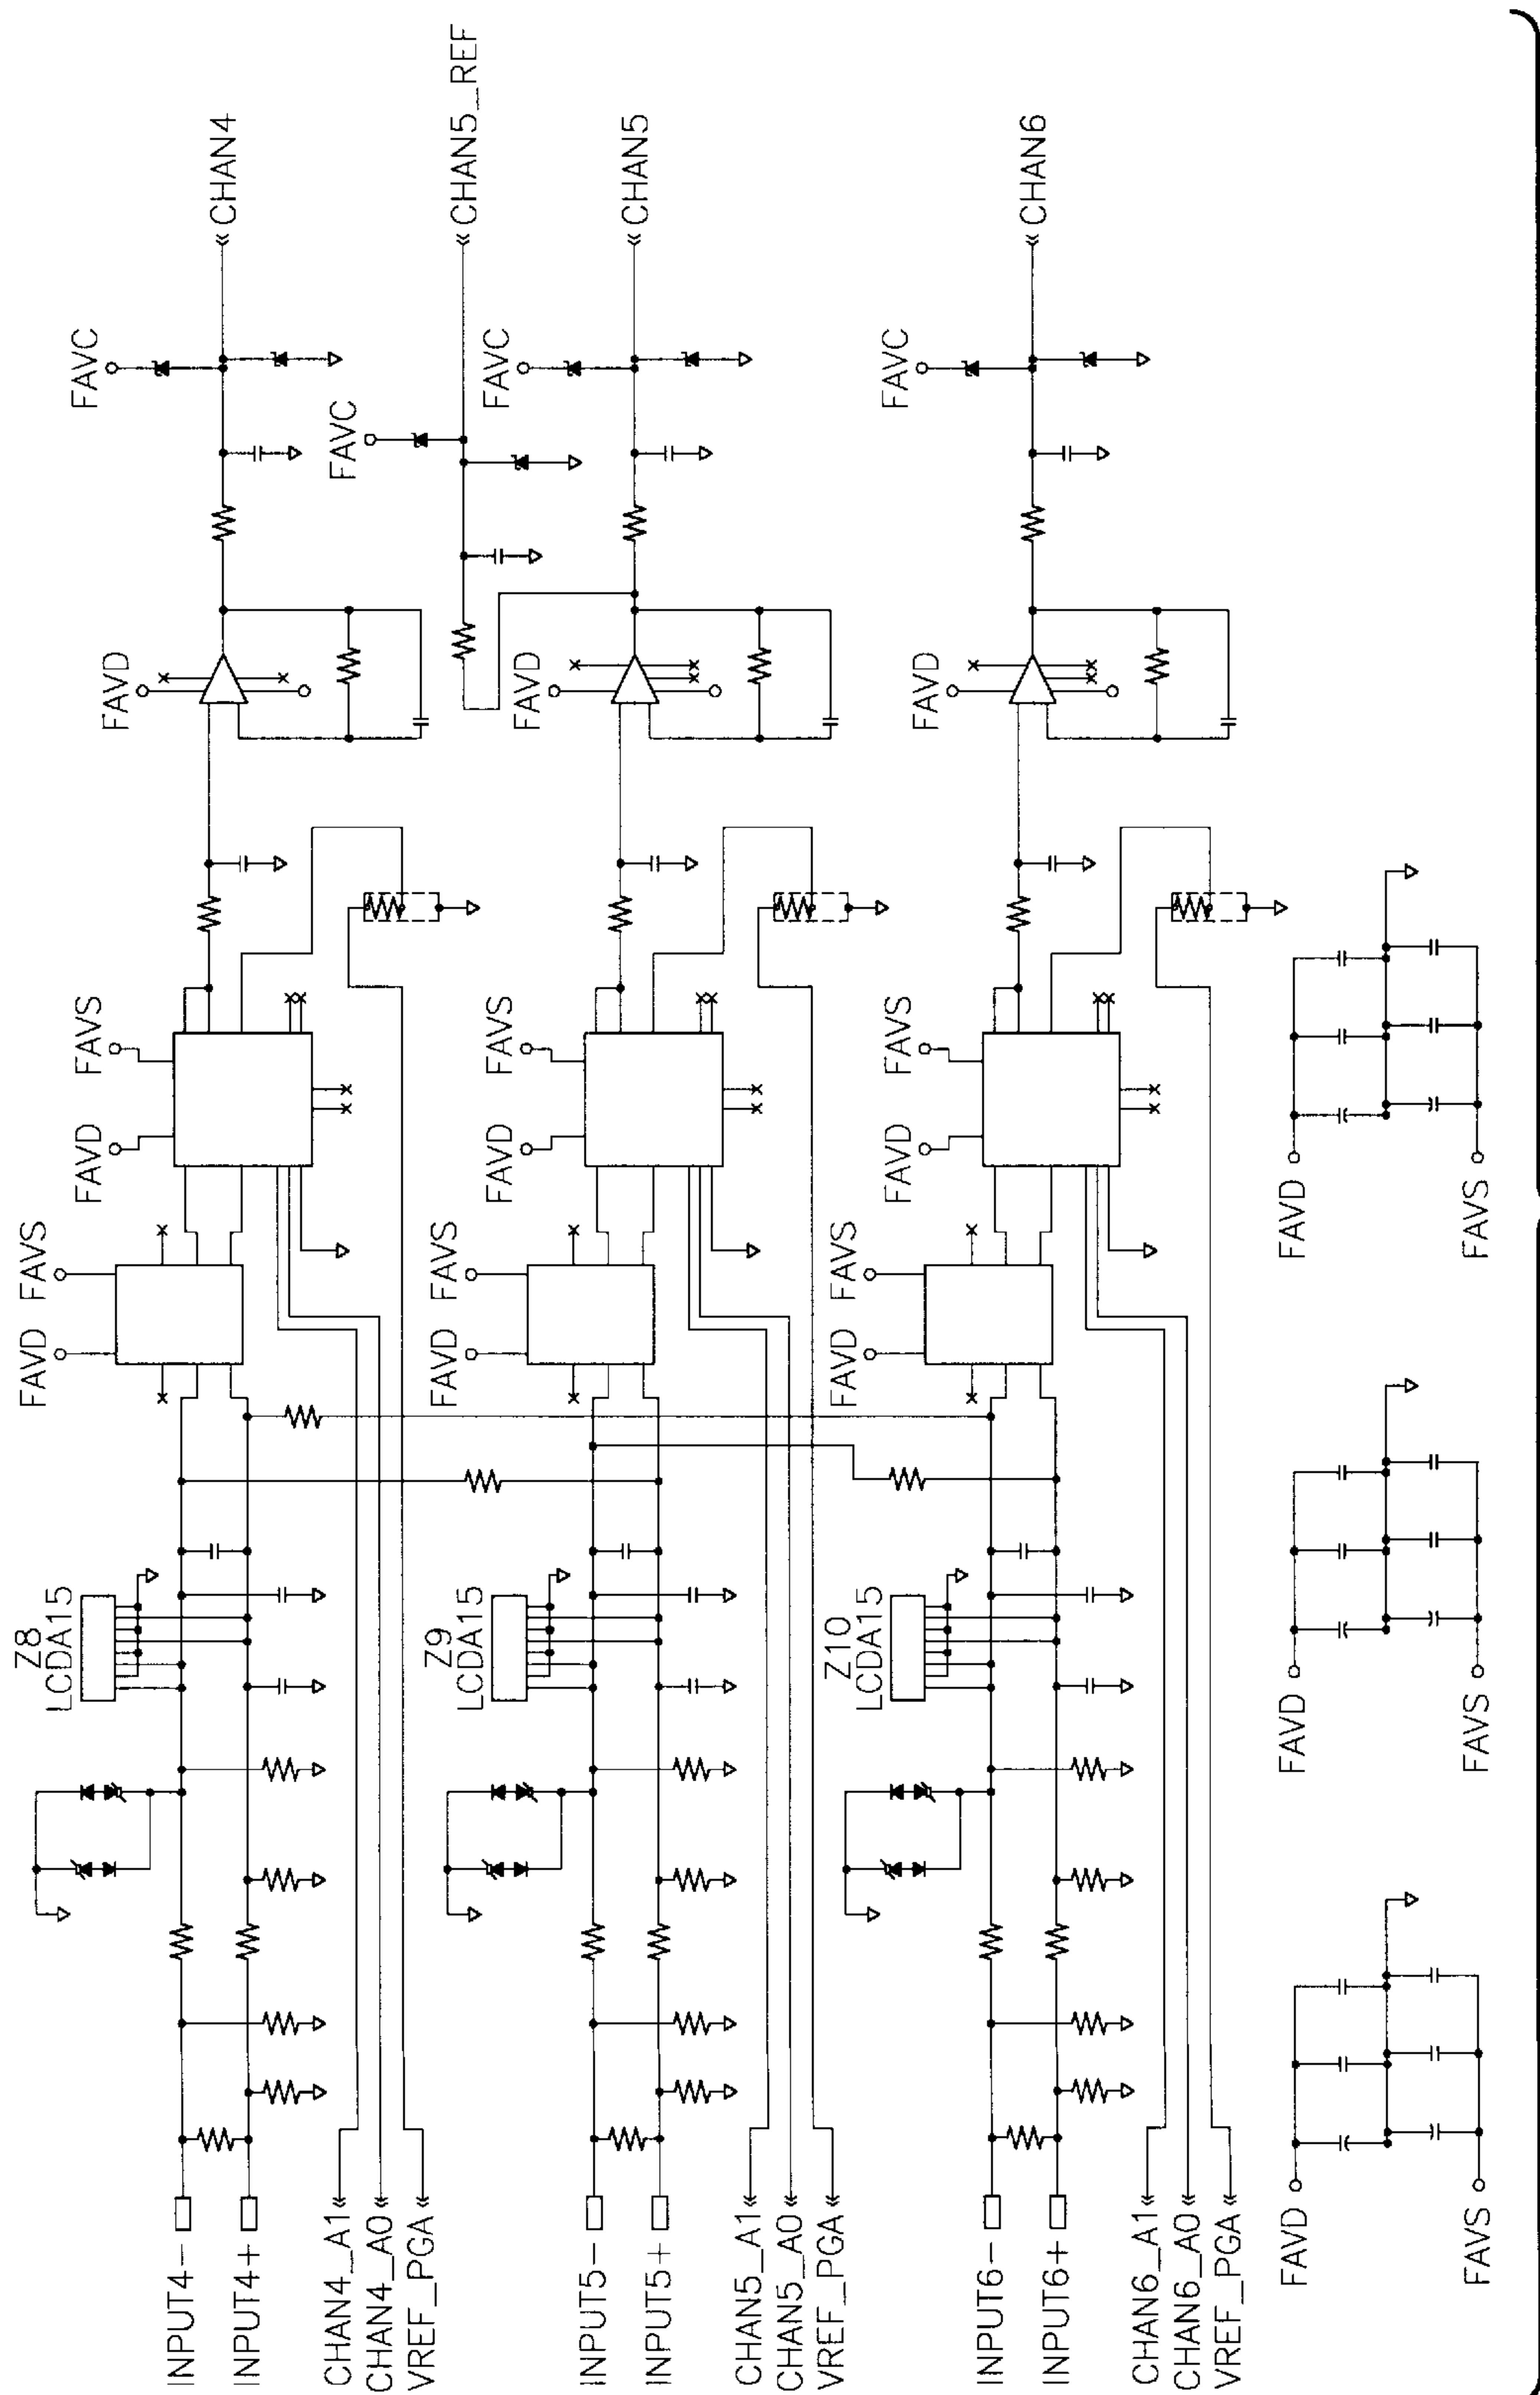 FAVC
CHAN4
FAVC
CHAN5_REF
FAVC
CHAN5
FAVC
CHAN6
FAVD
FAVD
FAVD
FAVS
FAVD
FAVS
FAVD
FAVS
FAVD
FAVS
FAVD
FAVS
FAVD
FAVS
FAVD
Z8
LCDA15
Z9
LCDA15
Z10
LCDA15
FAVD
FAVS
FAVD
FAVS
FAVD
FAVS
INPUT4-
INPUT4+
CHAN4_A1
CHAN4_A0
VREF_PGA
INPUT5-
INPUT5+
CHAN5_A1
CHAN5_A0
VREF_PGA
INPUT6-
INPUT6+
CHAN6_A1
CHAN6_A0
VREF_PGA